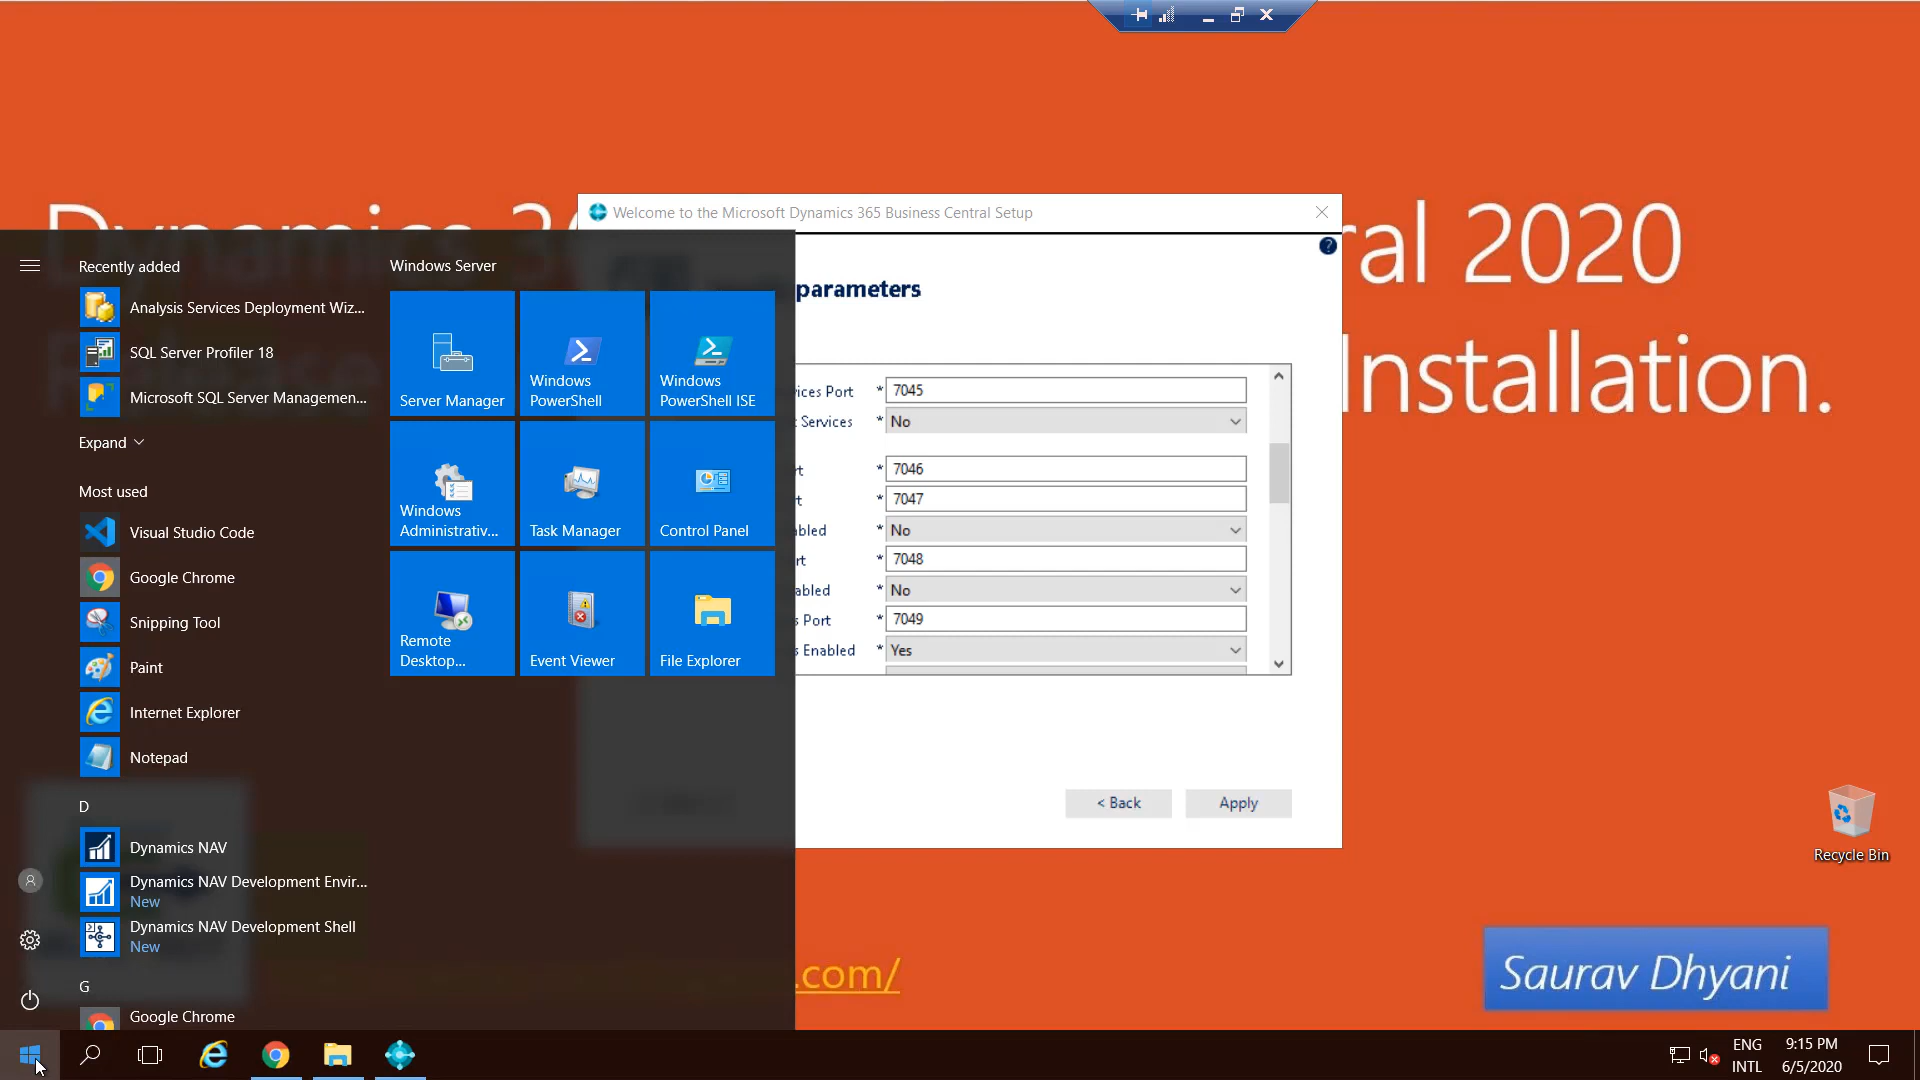 Welcome to the Microsoft Dynamics 365 Business Central Setup
ral 2020
Installation.
parameters
Recently added
Analysis Services Deployment Wiz...
SQL Server Profiler 18
Microsoft SQL Server Managemen...
Expand
Most used
Visual Studio Code
Google Chrome
Snipping Tool
Paint
Internet Explorer
Notepad
D
Dynamics NAV
Dynamics NAV Development Envir...
New
Dynamics NAV Development Shell
New
G
Google Chrome
Windows Server
Server Manager
Windows PowerShell
Windows PowerShell ISE
Windows Administrativ...
Task Manager
Control Panel
Remote Desktop...
Event Viewer
File Explorer
ices Port * 7045
Services * No
* 7046
* 7047
bled * No
* 7048
abled * No
s Port * 7049
s Enabled * Yes
< Back
Apply
Recycle Bin
.com/
Saurav Dhyani
ENG
INTL
9:15 PM
6/5/2020